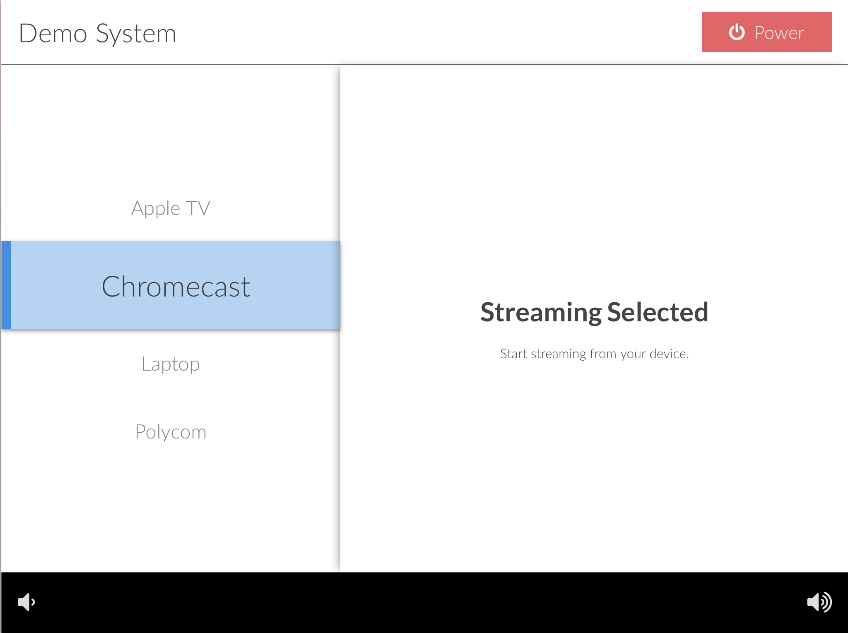 Demo System
Power
Apple TV
Chromecast
Laptop
Polycom
Streaming Selected
Start streaming from your device.